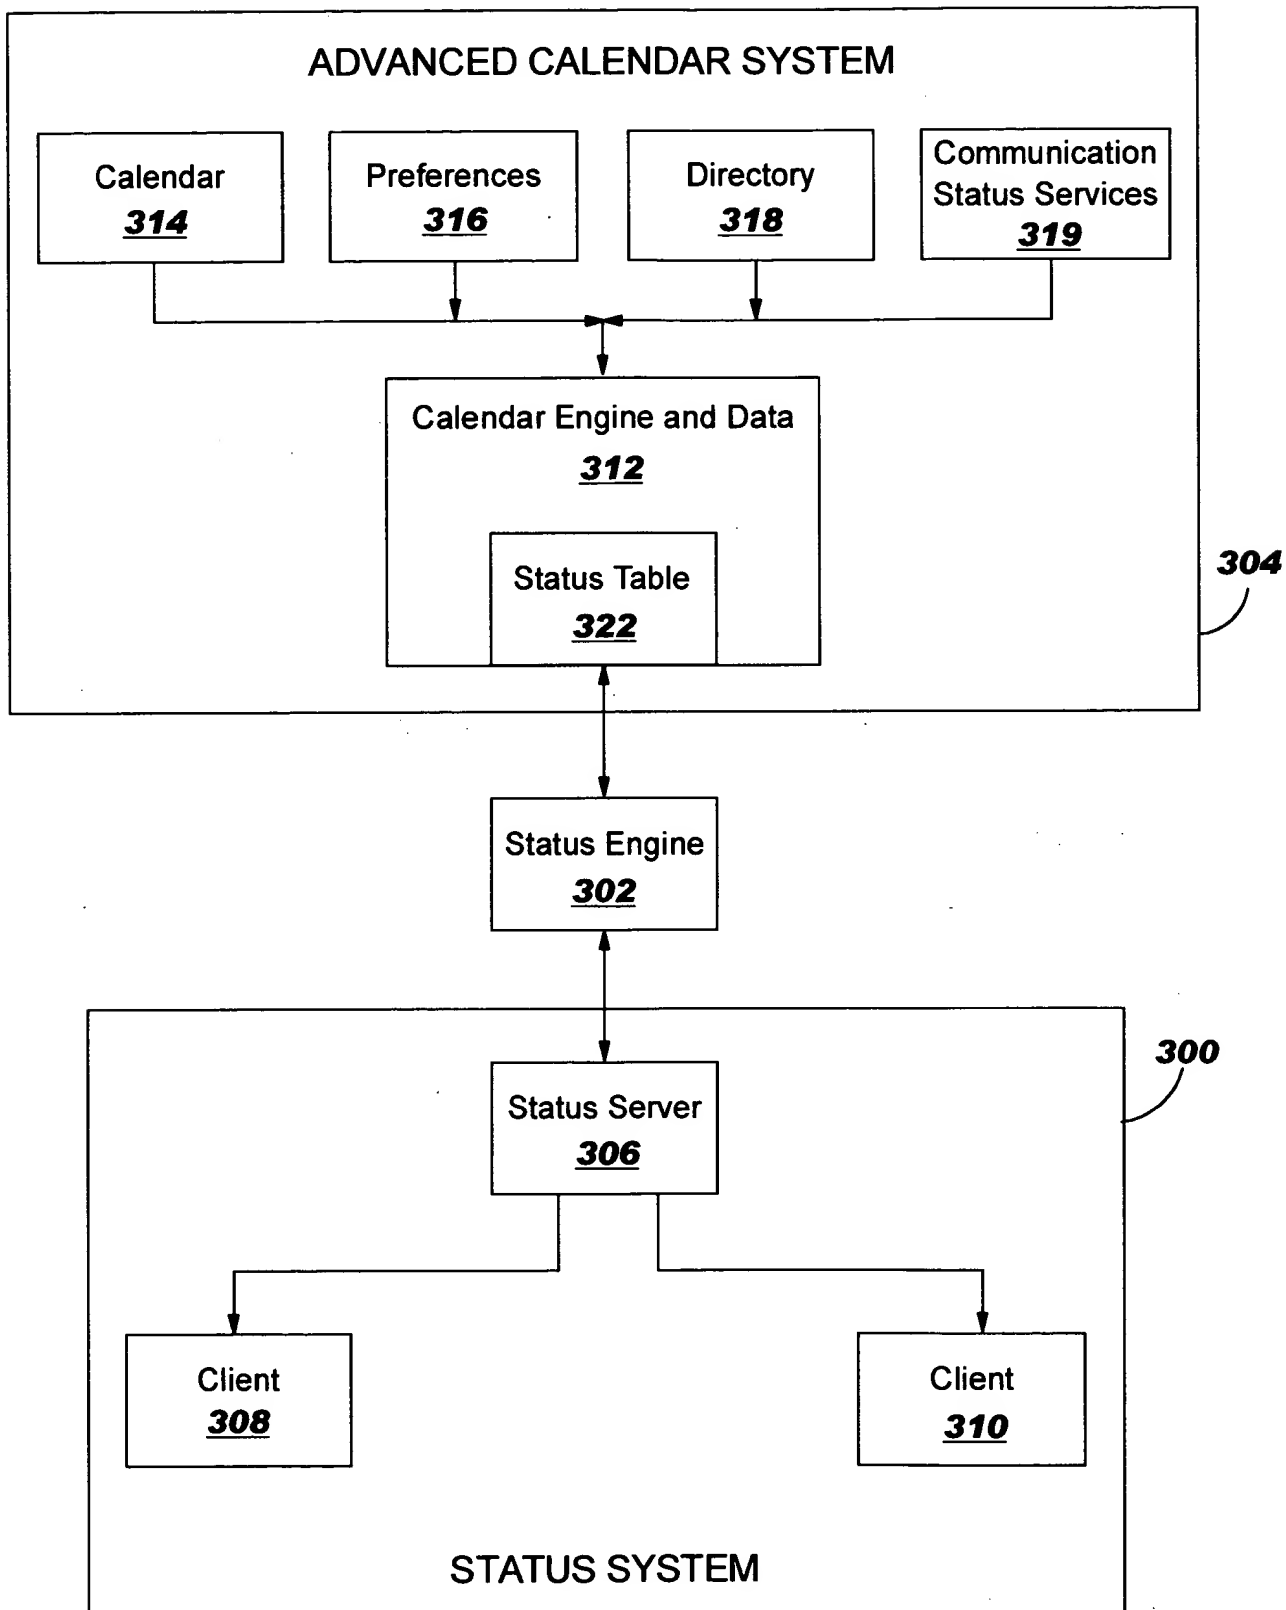 ADVANCED CALENDAR SYSTEM
Calendar
314
Preferences
316
Directory
318
Communication
Status Services
319
Calendar Engine and Data
312
Status Table
322
304
Status Engine
302
300
Status Server
306
Client
308
Client
310
STATUS SYSTEM